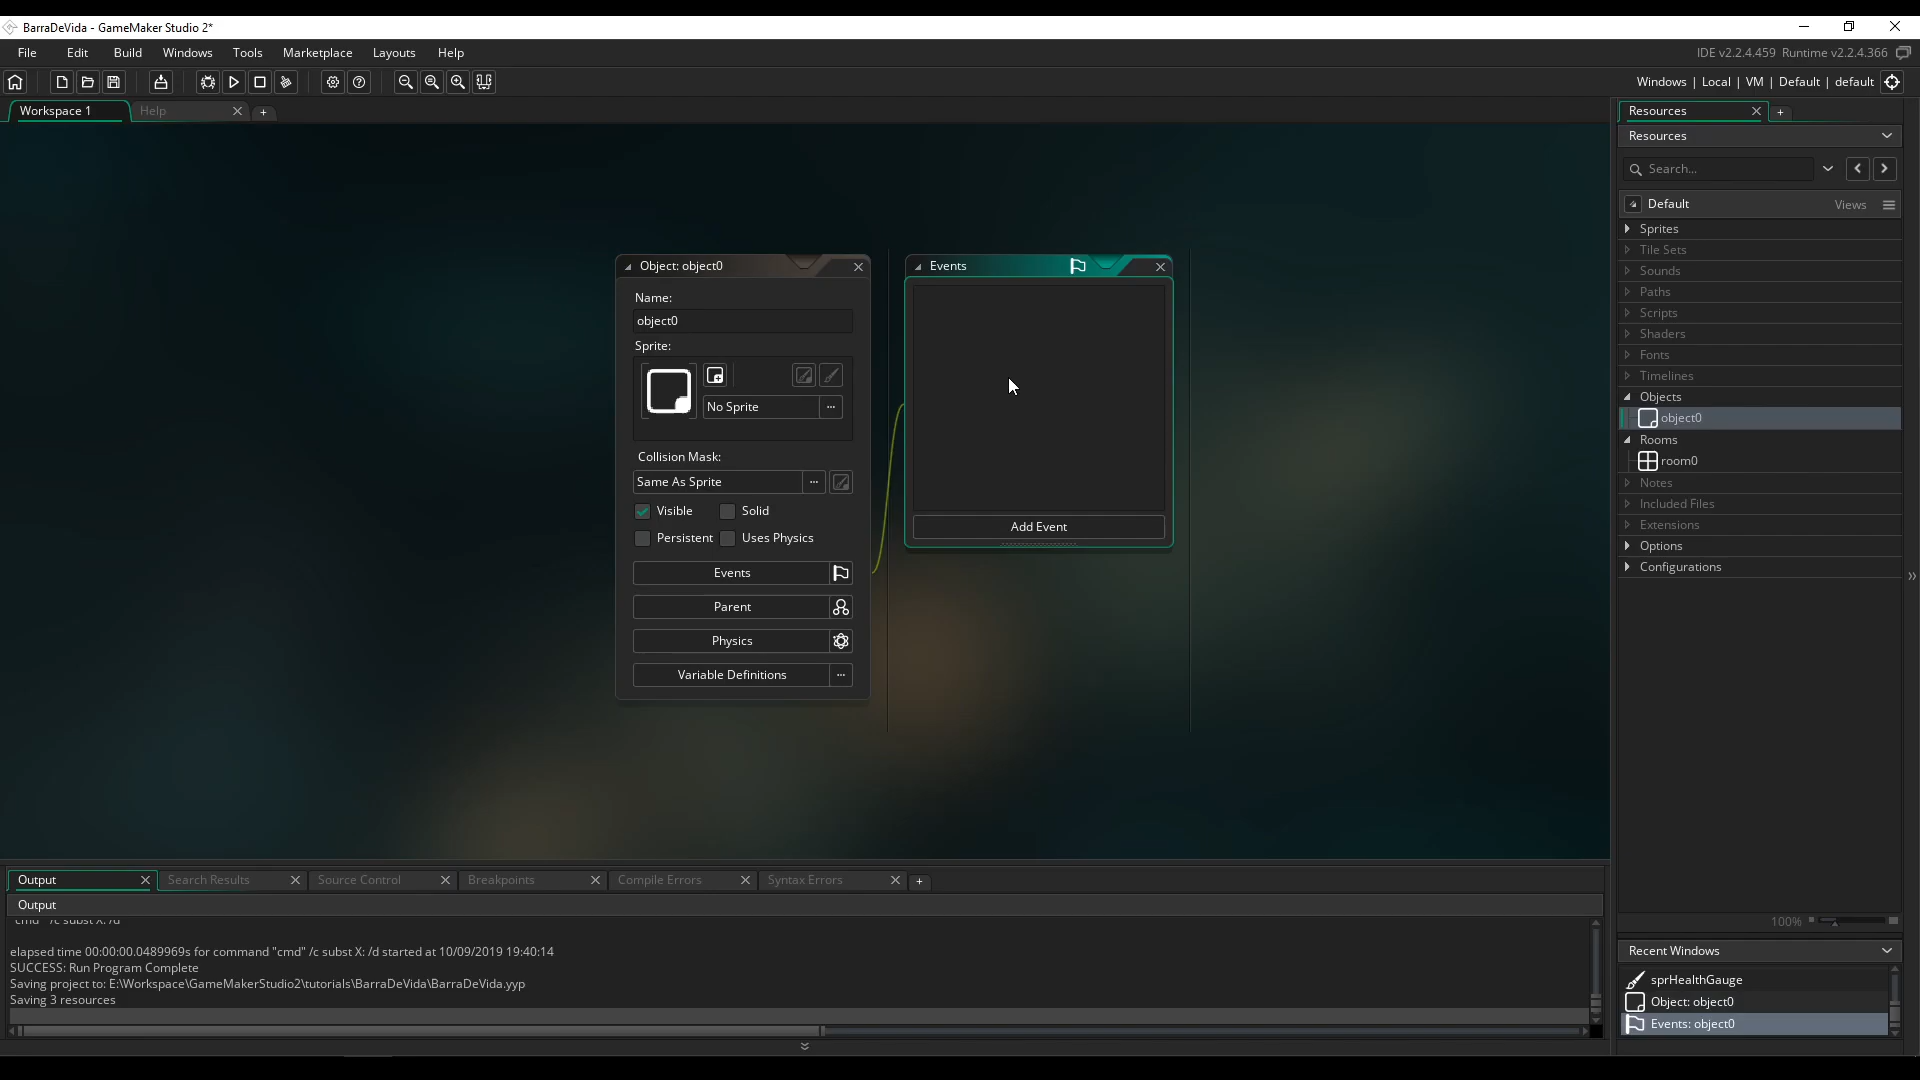 BarraDeVida - GameMaker Studio 2*
File Edit Build Windows Tools Marketplace Layouts Help
IDE v2.2.4.459 Runtime v2.2.4.366
Windows | Local | VM | Default | default
Workspace 1
Help
Resources
Resources
Search...
Default
Views
Sprites
Tile Sets
Sounds
Paths
Scripts
Shaders
Fonts
Timelines
Objects
object0
Rooms
room0
Notes
Included Files
Extensions
Options
Configurations
Object: object0
Name:
object0
Sprite:
No Sprite
Collision Mask:
Same As Sprite
Visible
Solid
Persistent
Uses Physics
Events
Parent
Physics
Variable Definitions
Events
Add Event
100%
Recent Windows
sprHealthGauge
Object: object0
Events: object0
Output
Search Results
Source Control
Breakpoints
Compile Errors
Syntax Errors
Output
"cmd" /c subst X: /d
elapsed time 00:00:00.0489969s for command "cmd" /c subst X: /d started at 10/09/2019 19:40:14
SUCCESS: Run Program Complete
Saving project to: E:\Workspace\GameMakerStudio2\tutorials\BarraDeVida\BarraDeVida.yyp
Saving 3 resources